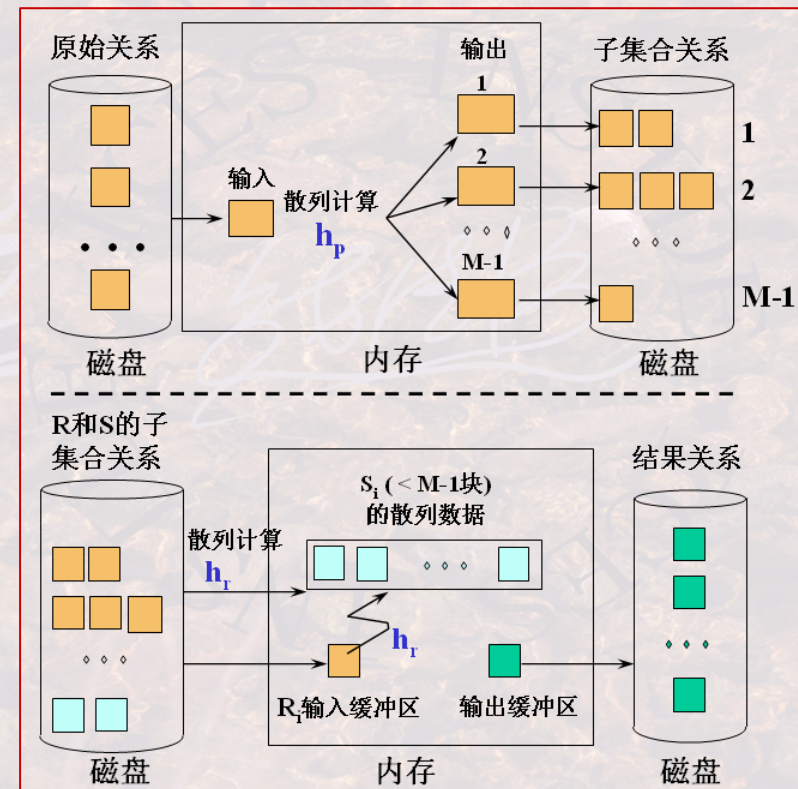 原始关系
输出
子集合关系
1
1
2
2
输入
散列计算
h_p
M-1
M-1
磁盘
内存
磁盘
R和S的子
集合关系
结果关系
S_i ( < M-1块)
的散列数据
散列计算
h_r
h_r
R_i输入缓冲区
输出缓冲区
磁盘
内存
磁盘